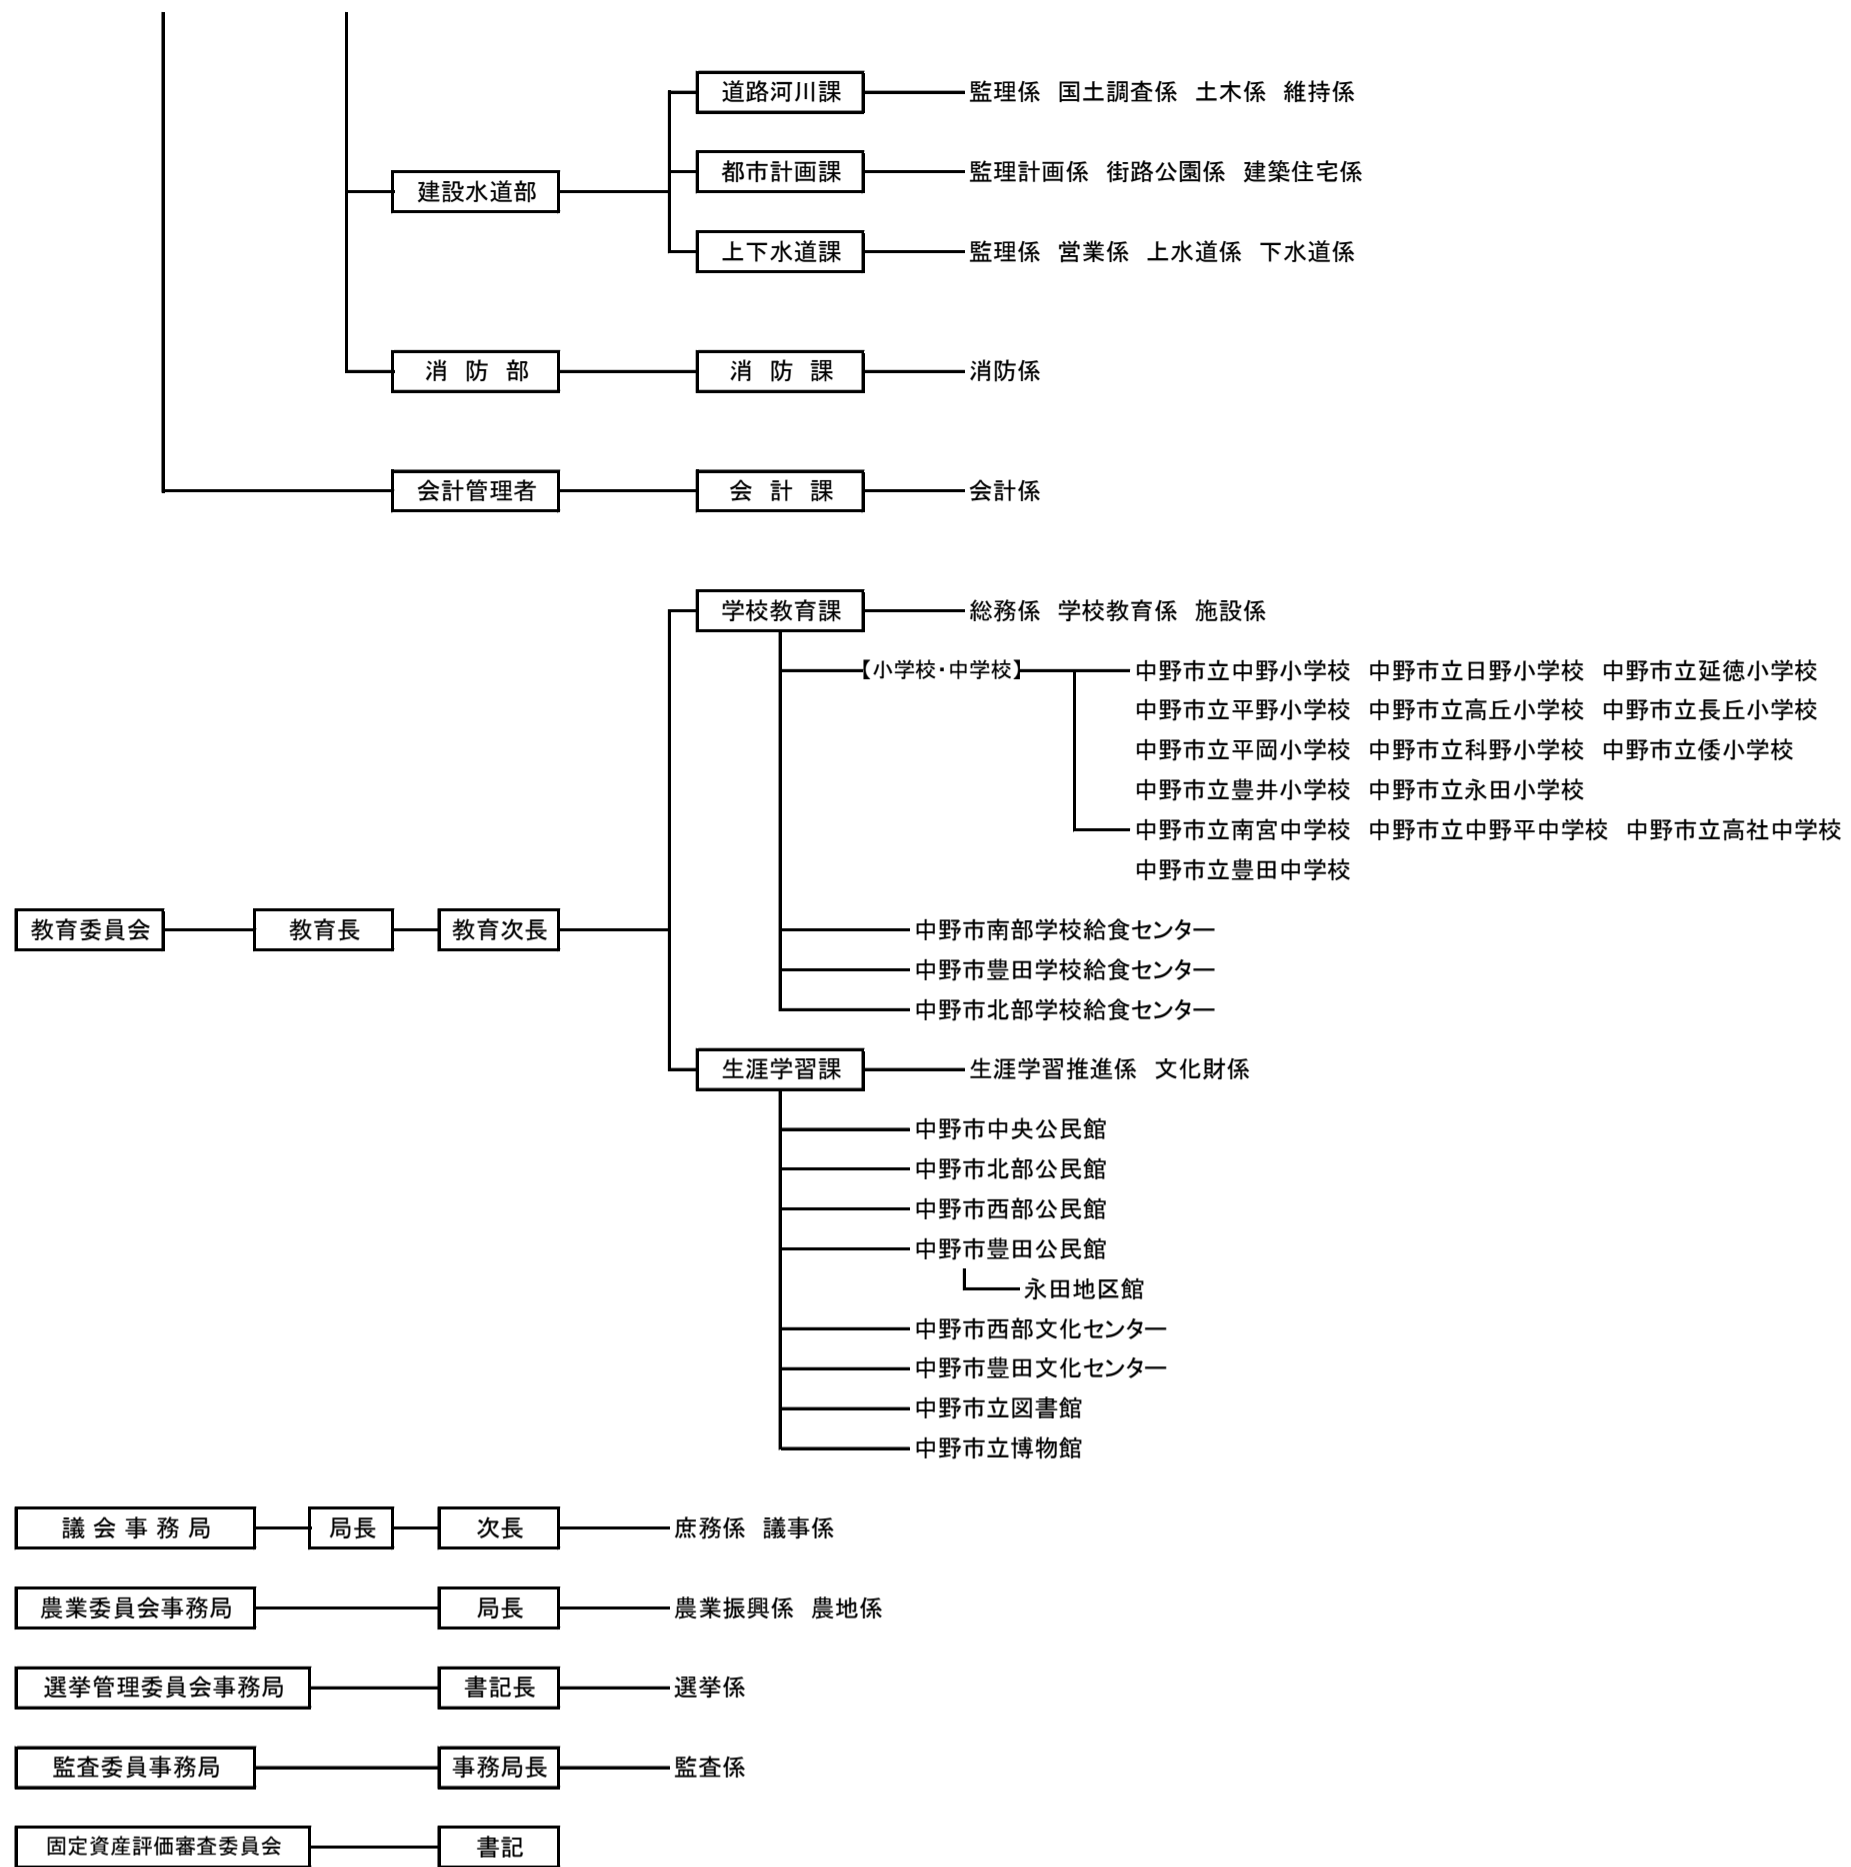 道路河川課 監理係 国土調査係 土木係 維持係
都市計画課 監理計画係 街路公園係 建築住宅係
建設水道部
上下水道課 監理係 営業係 上水道係 下水道係
消 防 部 消 防 課 消防係
会計管理者 会 計 課 会計係
学校教育課 総務係 学校教育係 施設係
【小学校・中学校】 中野市立中野小学校 中野市立日野小学校 中野市立延徳小学校
中野市立平野小学校 中野市立高丘小学校 中野市立長丘小学校
中野市立平岡小学校 中野市立科野小学校 中野市立倭小学校
中野市立豊井小学校 中野市立永田小学校
中野市立南宮中学校 中野市立中野平中学校 中野市立高社中学校
中野市立豊田中学校
教育委員会 教育長 教育次長 中野市南部学校給食センター
中野市豊田学校給食センター
中野市北部学校給食センター
生涯学習課 生涯学習推進係 文化財係
中野市中央公民館
中野市北部公民館
中野市西部公民館
中野市豊田公民館
永田地区館
中野市西部文化センター
中野市豊田文化センター
中野市立図書館
中野市立博物館
議 会 事 務 局 局長 次長 庶務係 議事係
農業委員会事務局 局長 農業振興係 農地係
選挙管理委員会事務局 書記長 選挙係
監査委員事務局 事務局長 監査係
固定資産評価審査委員会 書記